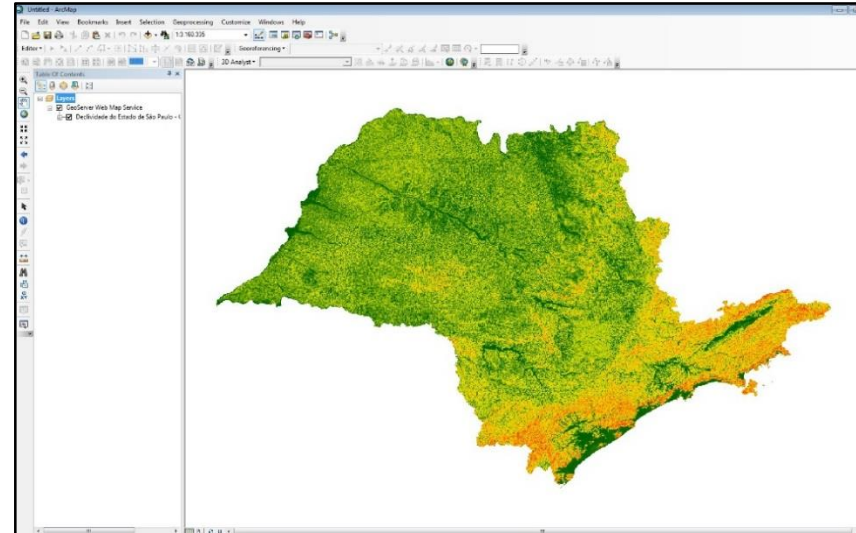 Untitled - ArcMap
File Edit View Bookmarks Insert Selection Geoprocessing Customize Windows Help
1:3.160.335
Editor Georeferencing
3D Analyst
Table Of Contents
Layers
GeoServer Web Map Service
Declividade do Estado de São Paulo -